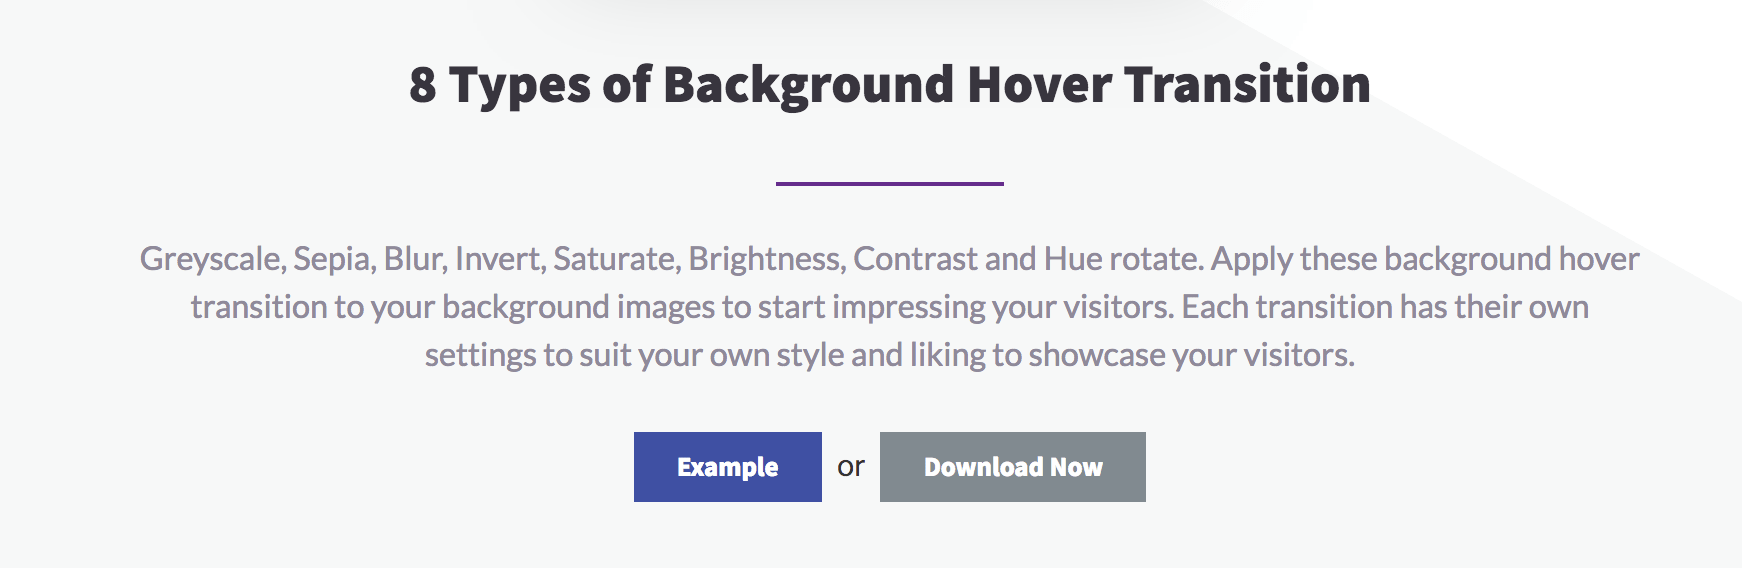 8 Types of Background Hover Transition
Greyscale, Sepia, Blur, Invert, Saturate, Brightness, Contrast and Hue rotate. Apply these background hover
transition to your background images to start impressing your visitors. Each transition has their own
settings to suit your own style and liking to showcase your visitors.
Example or Download Now